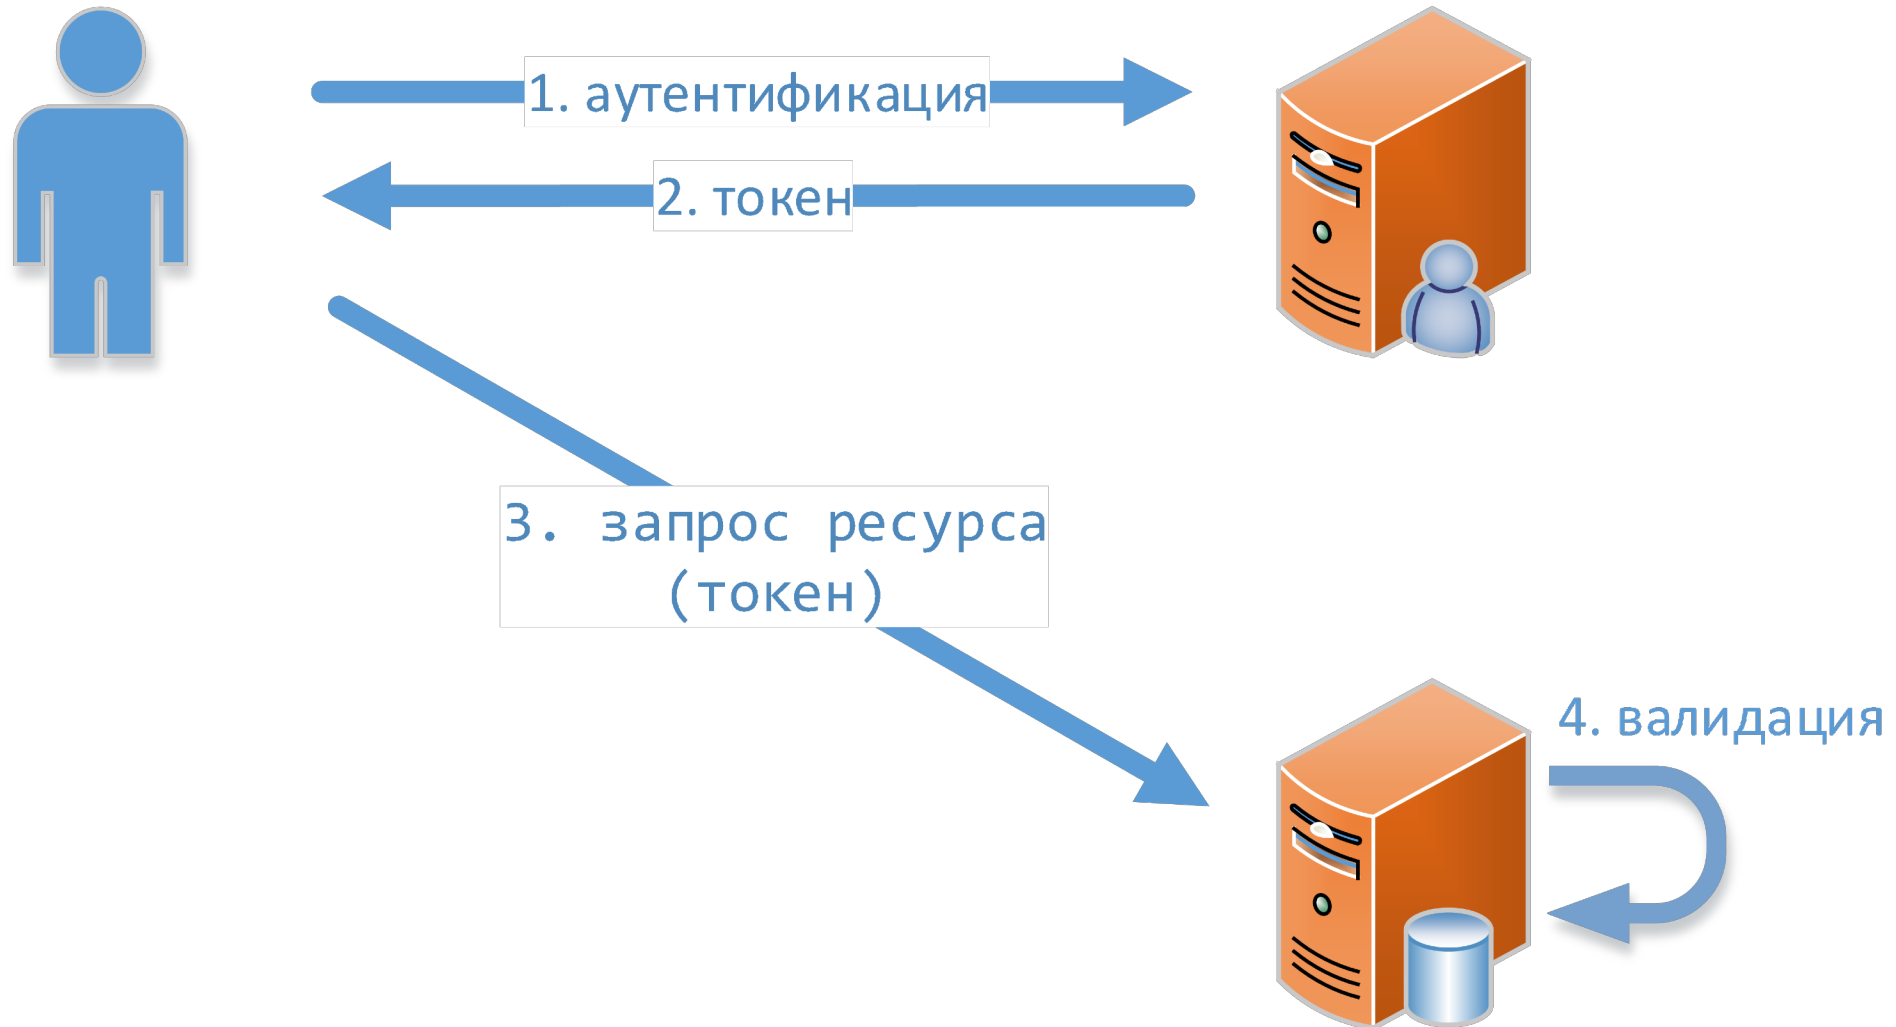 1. аутентификация
2. токен
3. запрос ресурса
(токен)
4. валидация